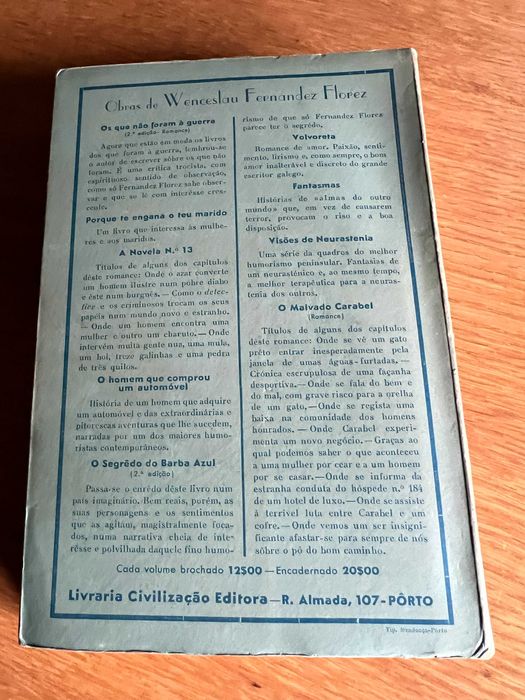 Obras de Wenceslau Fernandez Florez
Os que não foram à guerra
(2.ª edição - Romance)
Agora que estão em moda os livros
dos que foram à guerra, lembrou-se
o autor de escrever sôbre os que não
foram. É uma crítica trocista, com
espirituoso sentido de observação,
como só Fernandez Florez sabe obser-
var e que se lê com interêsse cres-
cente.
Porque te engana o teu marido
Um livro que interessa às mulhe-
res e aos maridos.
A Novela N.º 13
Títulos de alguns dos capítulos
dêste romance: Onde o azar converte
um homem ilustre num pobre diabo
e êste num burguês. — Como o detec-
tive e os criminosos trocam os seus
papéis num mundo novo e estranho.
— Onde um homem encontra uma
mulher e outro um charuto. — Onde
intervém muita gente nua, uma mula,
um boi, treze galinhas e uma pedra
de três quilos.
O homem que comprou
um automóvel
História de um homem que adquire
um automóvel e das extraordinárias e
pitorescas aventuras que lhe sucedem,
narradas por um dos maiores humo-
ristas contemporâneos.
O Segrêdo do Barba Azul
(2.ª edição)
Passa-se o enrêdo dêste livro num
país imaginário. Bem reais, porém, as
suas personagens e os sentimentos
que as agitam, magistralmente foca-
dos, numa narrativa cheia de inte-
rêsse e polvilhada daquele fino humo-
rismo de que só Fernandez Florez
parece ter o segrêdo.
Volvoreta
Romance de amor. Paixão, senti-
mento, lirismo e, como sempre, o bom
humor inalterável e discreto do grande
escritor galego.
Fantasmas
Histórias de «almas do outro
mundo» que, em vez de causarem
terror, provocam o riso e a boa
disposição.
Visões de Neurastenia
Uma série da quadros do melhor
humorismo peninsular. Fantasias de
um neurasténico e, ao mesmo tempo,
a melhor terapêutica para a neuras-
tenia dos outros.
O Malvado Carabel
(Romance)
Títulos de alguns dos capítulos
dêste romance: Onde se vê um gato
prêto entrar inesperadamente pela
janela de umas águas-furtadas. —
Crónica escrupulosa de uma façanha
desportiva. — Onde se fala do bem e
do mal, com grave risco para a orelha
de um gato. — Onde se regista uma
baixa na comunidade dos homens
honrados. — Onde Carabel experi-
menta um novo negócio. — Graças ao
qual podemos saber o que aconteceu
a uma mulher por ccar e a um homem
por se casar. — Onde se informa da
estranha conduta do hóspede n.º 184
de um hotel de luxo. — Onde se assiste
à terrível luta entre Carabel e um
cofre. — Onde vemos um ser insigni-
ficante afastar-se para sempre de nós
sôbre o pó do bom caminho.
Cada volume brochado 12$00 — Encadernado 20$00
Livraria Civilização Editora — R. Almada, 107 - PÔRTO
Tip. Mendonça-Pôrto